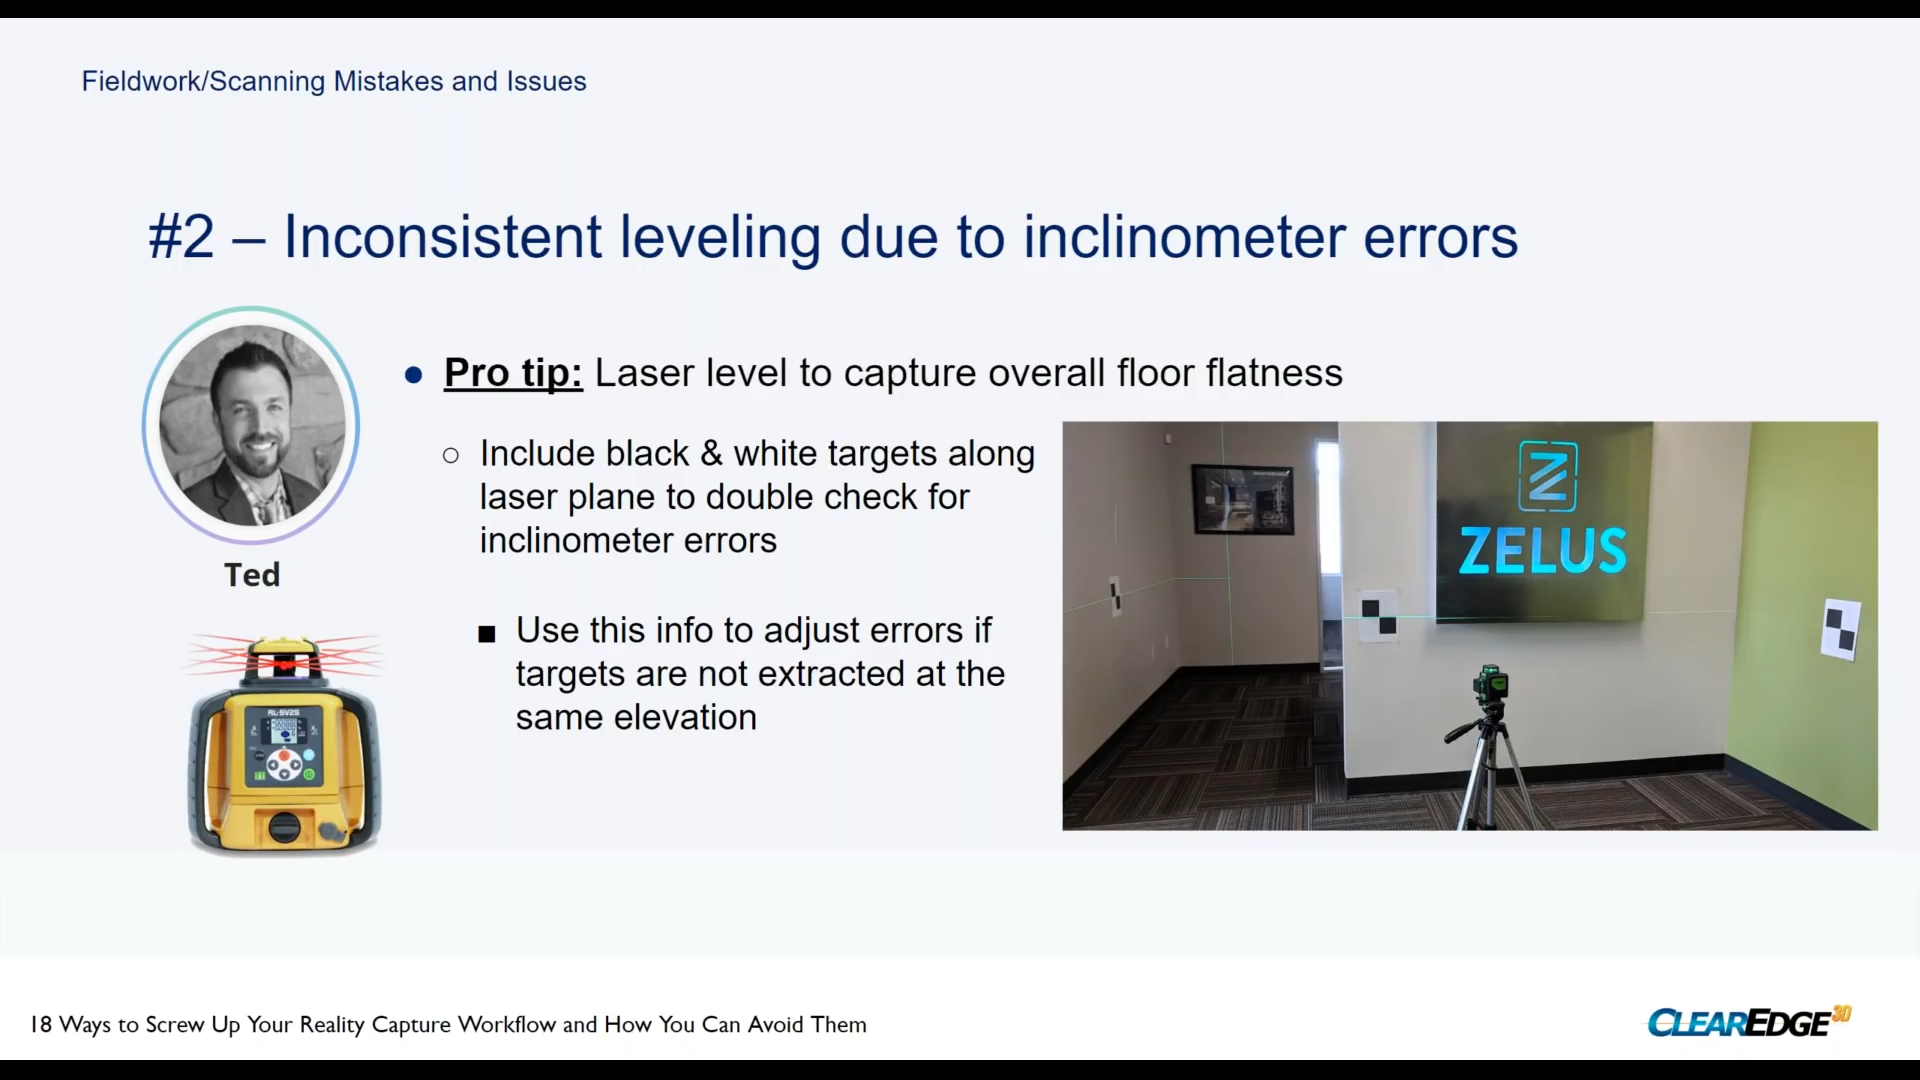 Fieldwork/Scanning Mistakes and Issues
#2 – Inconsistent leveling due to inclinometer errors
● Pro tip: Laser level to capture overall floor flatness
○ Include black & white targets along
laser plane to double check for
inclinometer errors
Ted
■ Use this info to adjust errors if
targets are not extracted at the
same elevation
ZELUS
RL-SV2S
18 Ways to Screw Up Your Reality Capture Workflow and How You Can Avoid Them
CLEAREDGE3D